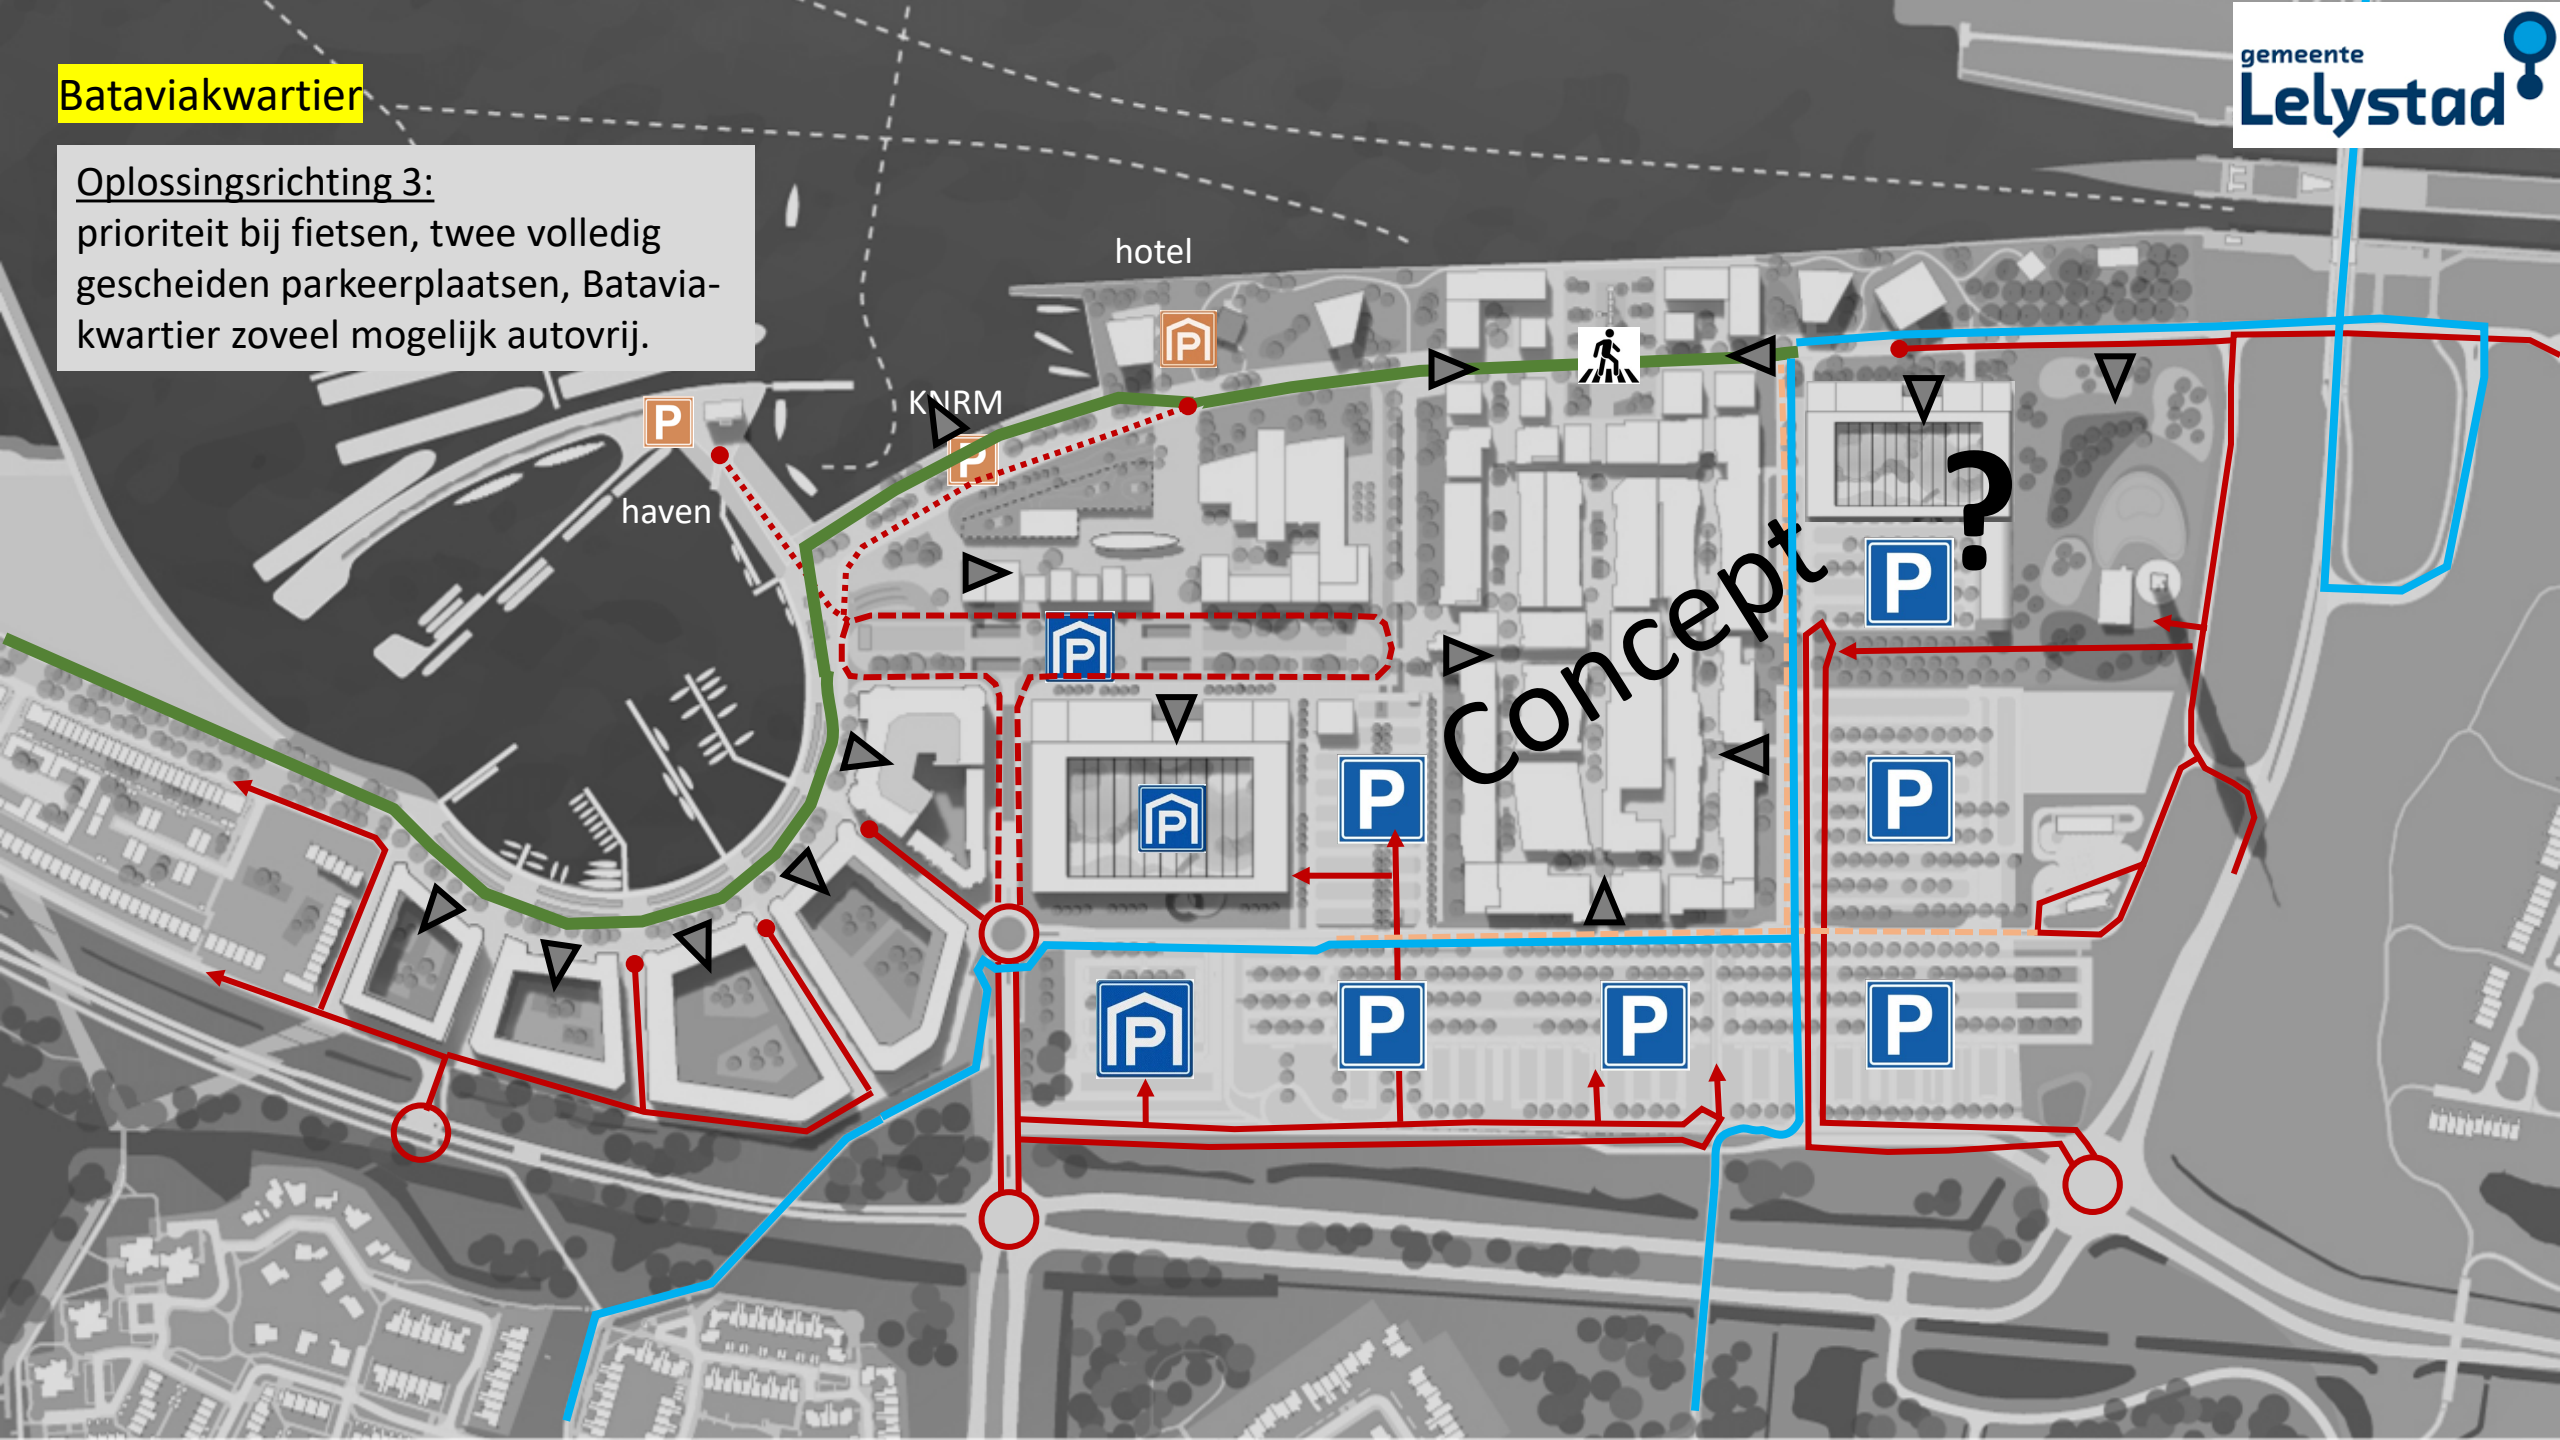 Bataviakwartier
gemeente
Lelystad
Oplossingsrichting 3:
prioriteit bij fietsen, twee volledig
gescheiden parkeerplaatsen, Batavia-
kwartier zoveel mogelijk autovrij.
hotel
P
P
KNRM
P
haven
?
P
Concept
P
P
P
P
P
P
P
P
P